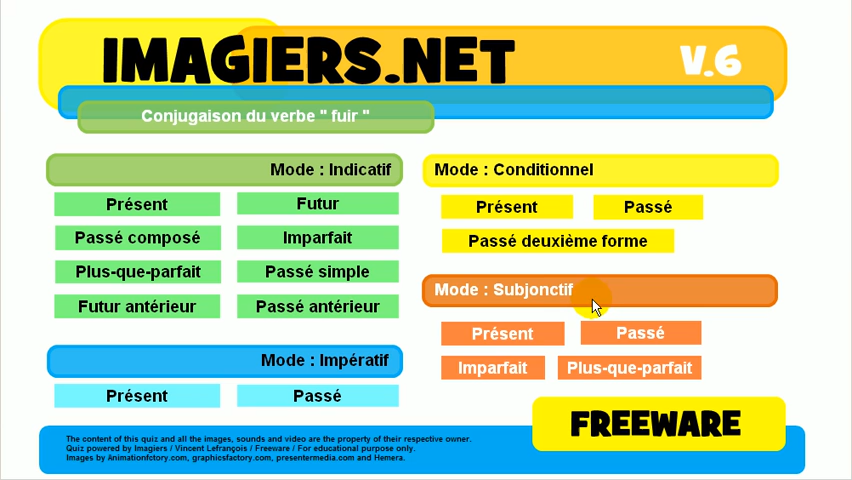 IMAGIERS.NET
V.6
Conjugaison du verbe " fuir "
Mode : Indicatif
Présent
Futur
Passé composé
Imparfait
Plus-que-parfait
Passé simple
Futur antérieur
Passé antérieur
Mode : Impératif
Présent
Passé
Mode : Conditionnel
Présent
Passé
Passé deuxième forme
Mode : Subjonctif
Présent
Passé
Imparfait
Plus-que-parfait
FREEWARE
The content of this quiz and all the images, sounds and video are the property of their respective owner.
Quiz powered by Imagiers / Vincent Lefrançois / Freeware / For educational purpose only.
Images by Animationfctory.com, graphicsfactory.com, presentermedia.com and Hemera.